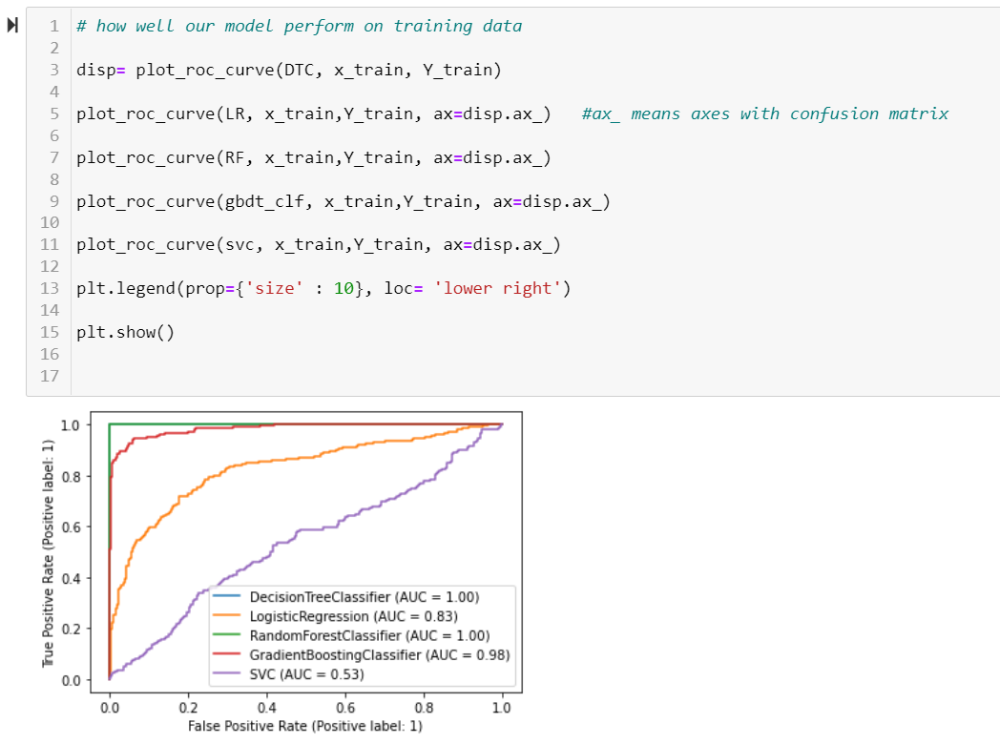 1 # how well our model perform on training data
2
3 disp= plot_roc_curve(DTC, x_train, Y_train)
4
5 plot_roc_curve(LR, x_train,Y_train, ax=disp.ax_)   #ax_ means axes with confusion matrix
6
7 plot_roc_curve(RF, x_train,Y_train, ax=disp.ax_)
8
9 plot_roc_curve(gbdt_clf, x_train,Y_train, ax=disp.ax_)
10
11 plot_roc_curve(svc, x_train,Y_train, ax=disp.ax_)
12
13 plt.legend(prop={'size' : 10}, loc= 'lower right')
14
15 plt.show()
16
17
True Positive Rate (Positive label: 1)
1.0
0.8
0.6
0.4
0.2
0.0
DecisionTreeClassifier (AUC = 1.00)
LogisticRegression (AUC = 0.83)
RandomForestClassifier (AUC = 1.00)
GradientBoostingClassifier (AUC = 0.98)
SVC (AUC = 0.53)
0.0 0.2 0.4 0.6 0.8 1.0
False Positive Rate (Positive label: 1)